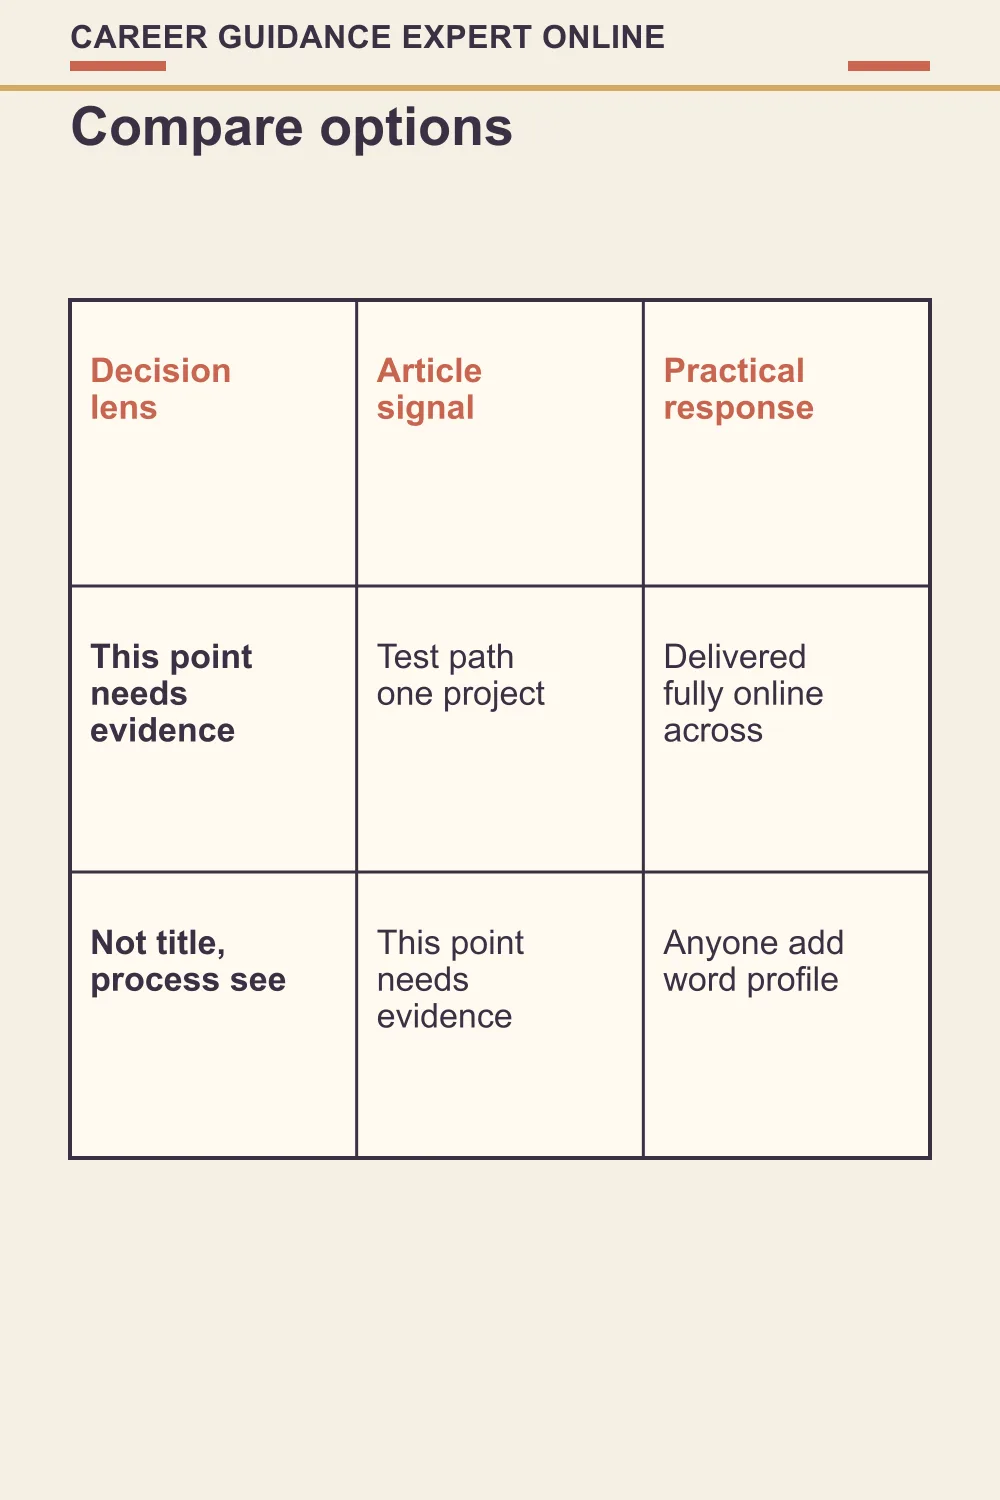 CAREER GUIDANCE EXPERT ONLINE
Compare options
Decision
lens
Article
signal
Practical
response
This point
needs
evidence
Test path
one project
Delivered
fully online
across
Not title,
process see
This point
needs
evidence
Anyone add
word profile